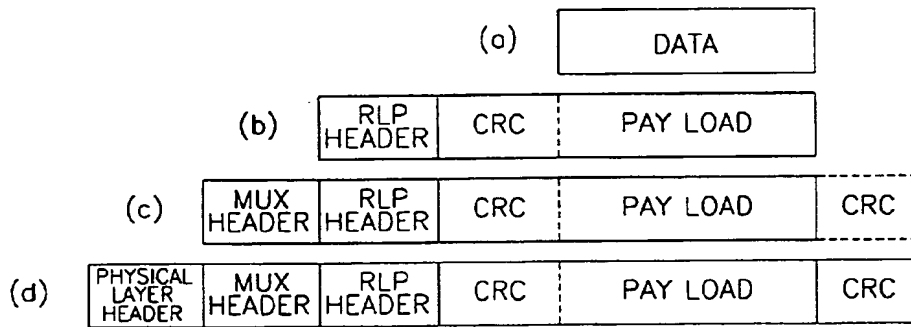 (a) DATA
(b) RLP HEADER CRC PAY LOAD
(c) MUX HEADER RLP HEADER CRC PAY LOAD CRC
(d) PHYSICAL LAYER HEADER MUX HEADER RLP HEADER CRC PAY LOAD CRC